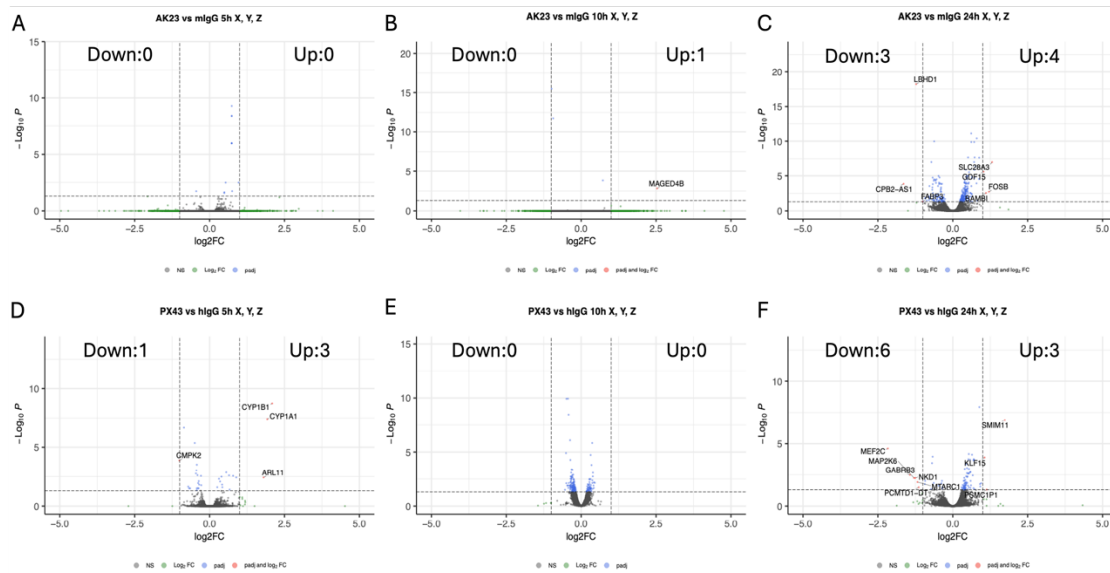 A
AK23 vs mIgG 5h X, Y, Z
Down:0
Up:0
15
10
5
0
− Log10 P
−5.0
−2.5
0.0
2.5
5.0
log2FC
NS
Log2 FC
padj
B
AK23 vs mIgG 10h X, Y, Z
Down:0
Up:1
20
15
10
5
0
− Log10 P
MAGED4B
−5.0
−2.5
0.0
2.5
5.0
log2FC
NS
Log2 FC
padj
padj and log2 FC
C
AK23 vs mIgG 24h X, Y, Z
Down:3
Up:4
20
15
10
5
0
− Log10 P
LBHD1
SLC28A3
GDF15
CPB2−AS1
FOSB
FABP3
BAMBI
−5.0
−2.5
0.0
2.5
5.0
log2FC
NS
Log2 FC
padj
padj and log2 FC
D
PX43 vs hIgG 5h X, Y, Z
Down:1
Up:3
10
5
0
− Log10 P
CYP1B1
CYP1A1
CMPK2
ARL11
−5.0
−2.5
0.0
2.5
5.0
log2FC
NS
Log2 FC
padj
padj and log2 FC
E
PX43 vs hIgG 10h X, Y, Z
Down:0
Up:0
15
10
5
0
− Log10 P
−5.0
−2.5
0.0
2.5
5.0
log2FC
NS
Log2 FC
padj
F
PX43 vs hIgG 24h X, Y, Z
Down:6
Up:3
10
5
0
− Log10 P
SMIM11
MEF2C
MAP2K6
KLF15
GABRB3
NKD1
MTARC1
PCMTD1−DT
PSMC1P1
−5.0
−2.5
0.0
2.5
5.0
log2FC
NS
Log2 FC
padj
padj and log2 FC